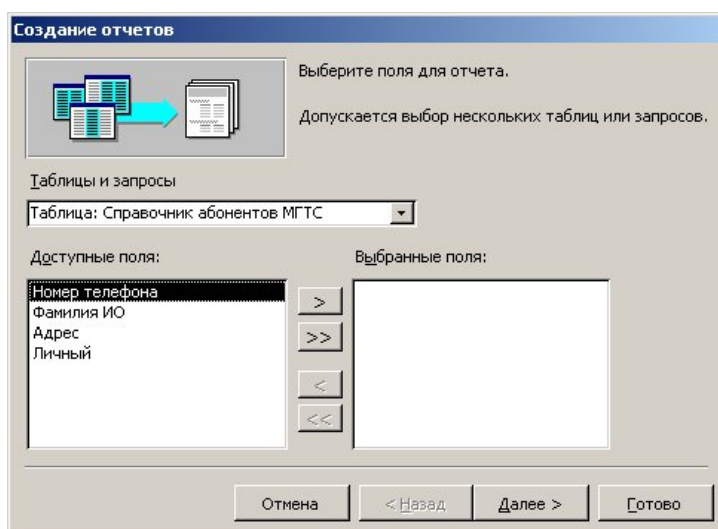 Создание отчетов
Выберите поля для отчета.
Допускается выбор нескольких таблиц или запросов.
Таблицы и запросы
Таблица: Справочник абонентов МГТС
Доступные поля:
Выбранные поля:
Номер телефона
Фамилия ИО
Адрес
Личный
>
>>
<
<<
Отмена
< Назад
Далее >
Готово